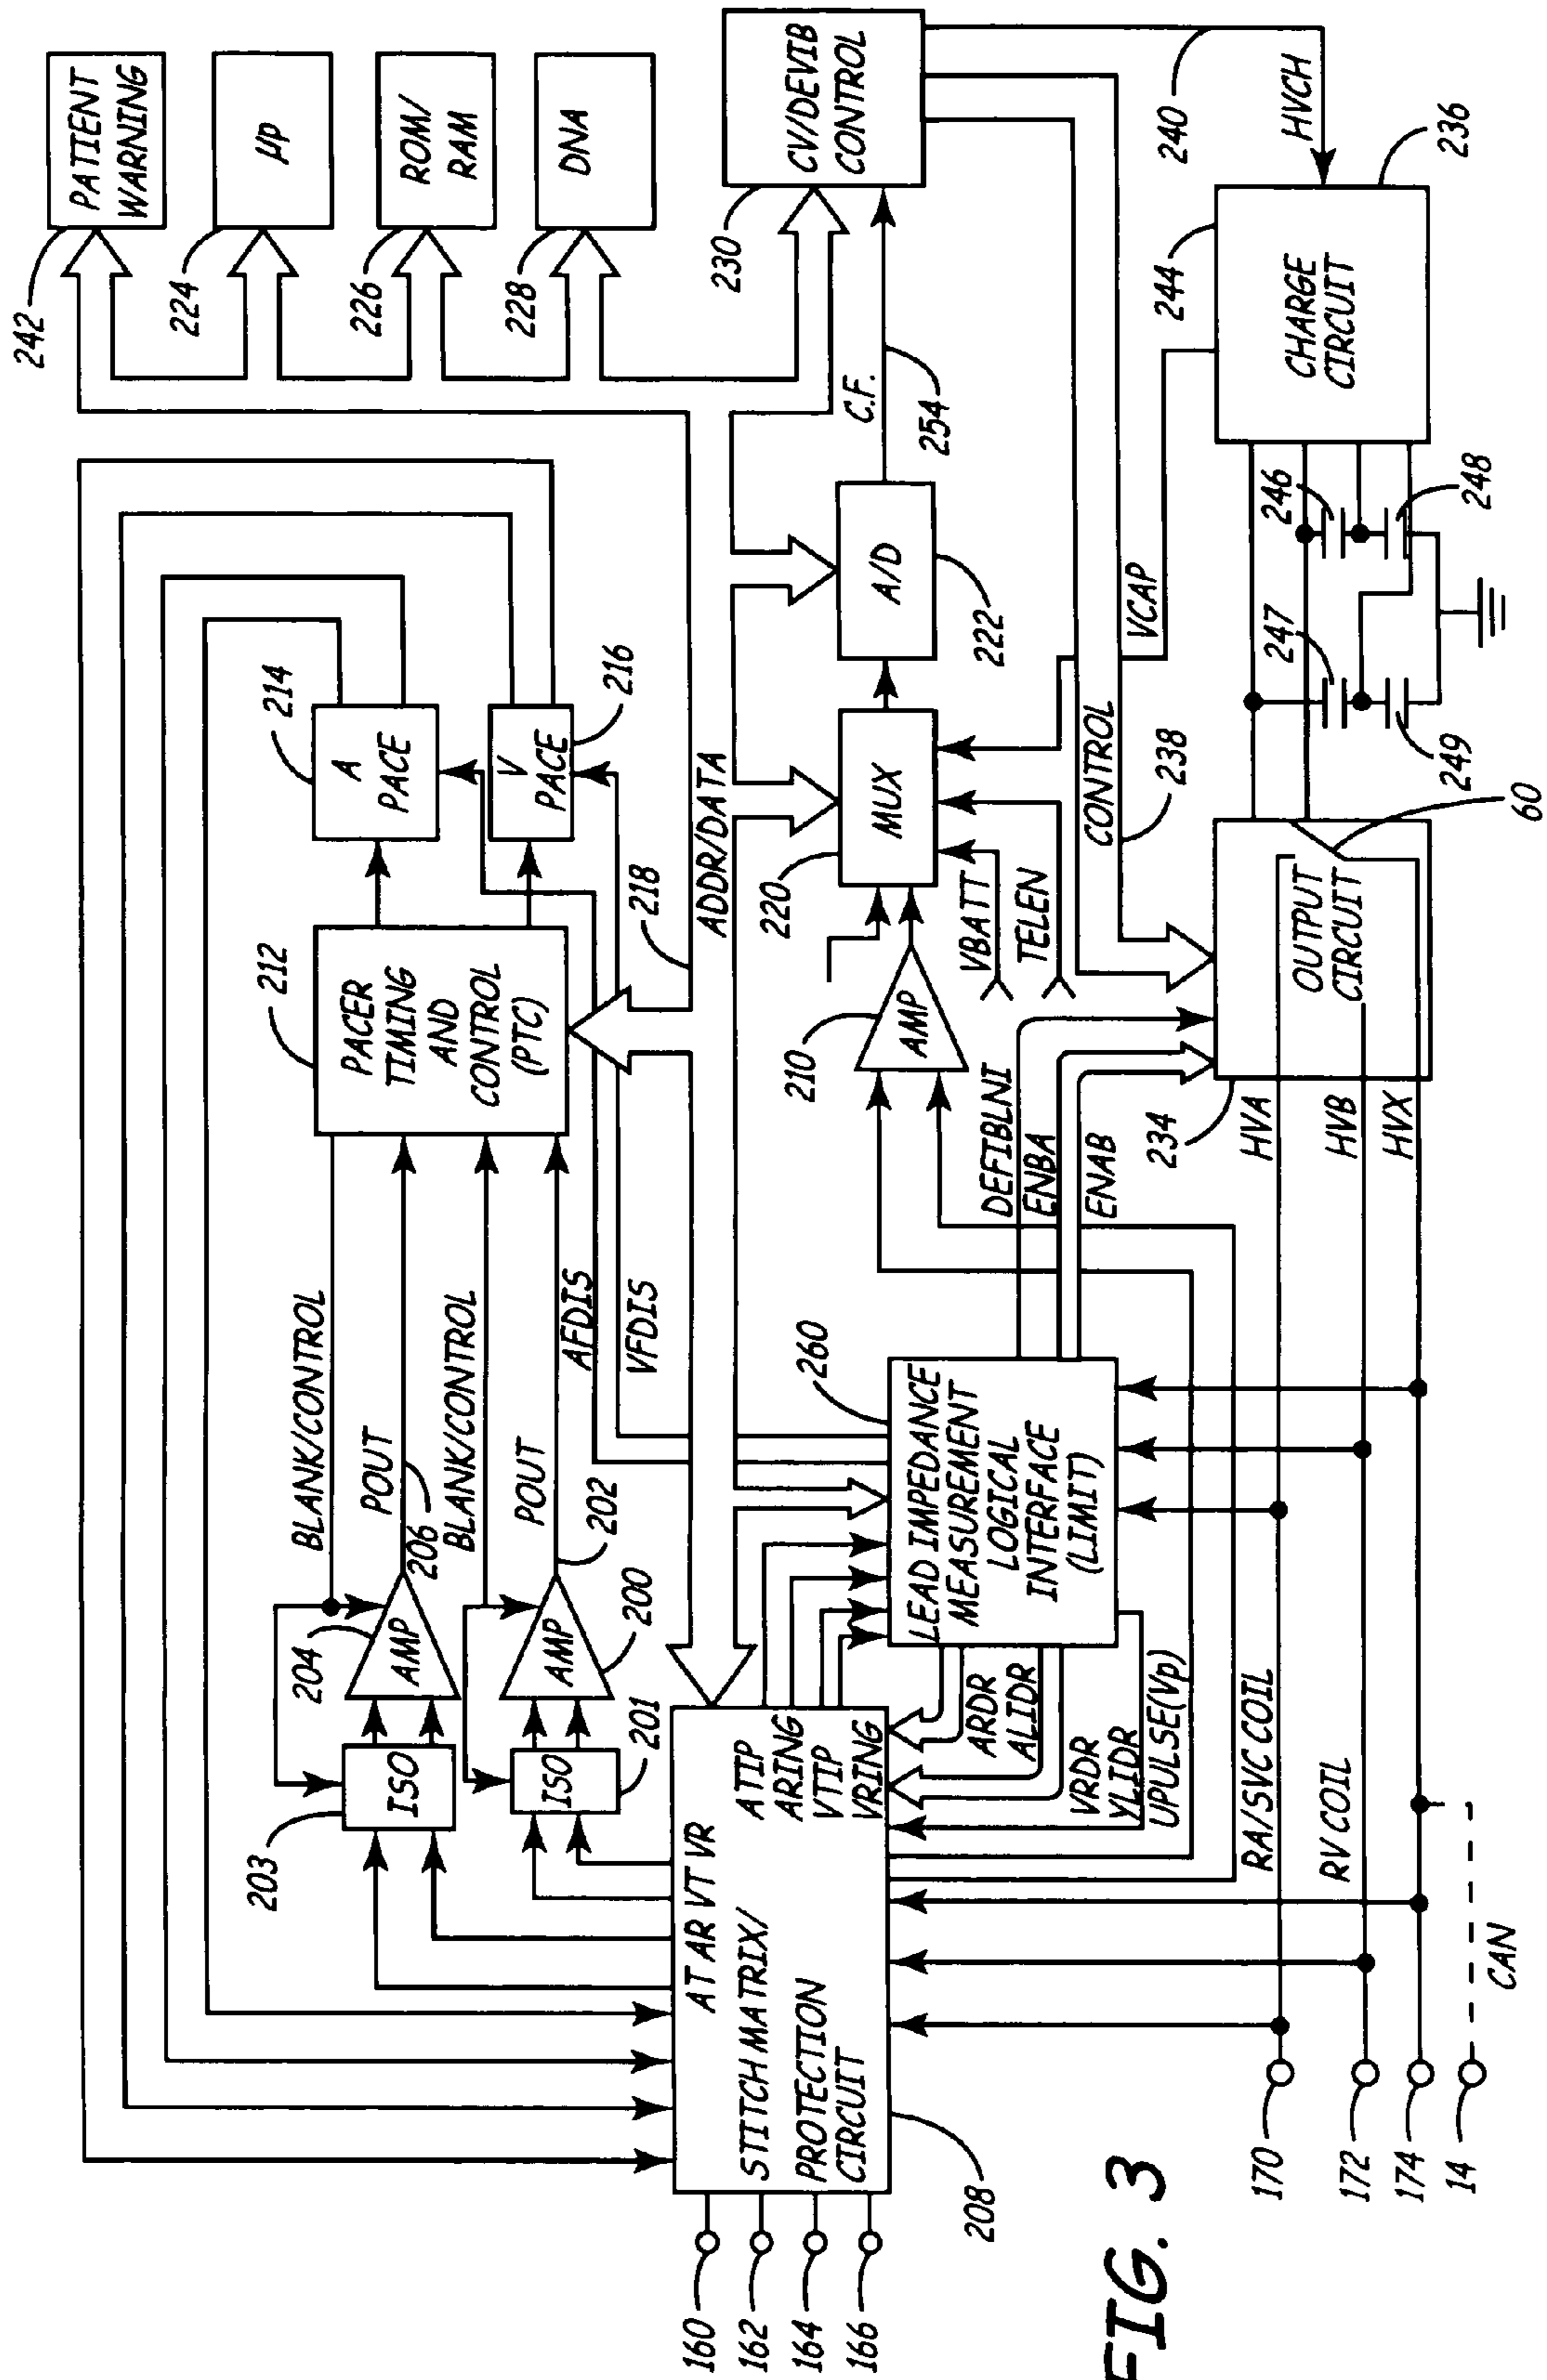 PATIENT
WARNING
242
μp
224
ROM/
RAM
226
DNA
228
CV/DEVIB
CONTROL
230
240
HVCH
C.F.
254
A
PACE
214
V
PACE
216
PACER
TIMING
AND
CONTROL
(PTC)
212
218
ADDR/DATA
A/D
222
MUX
220
VBATT
TELEN
AMP
210
VCAP
CONTROL
238
CHARGE
CIRCUIT
244
236
246
248
247
249
60
OUTPUT
CIRCUIT
234
HVA
HVB
HVX
DEFIBLNI
ENBA
ENAB
BLANK/CONTROL
POUT
206
BLANK/CONTROL
POUT
202
AFDIS
VFDIS
AMP
204
AMP
200
ISO
203
ISO
201
LEAD IMPEDANCE
MEASUREMENT
LOGICAL
INTERFACE
(LIMIT)
260
ARDR
ALIDR
VRDR
YLIDR
UPULSE(Vp)
AT AR VT VR
STITCH MATRIX/
PROTECTION
CIRCUIT
ATIP
ARING
VTIP
VRING
208
160
162
164
166
RA/SVC COIL
RV COIL
CAN
170
172
174
14
FIG. 3